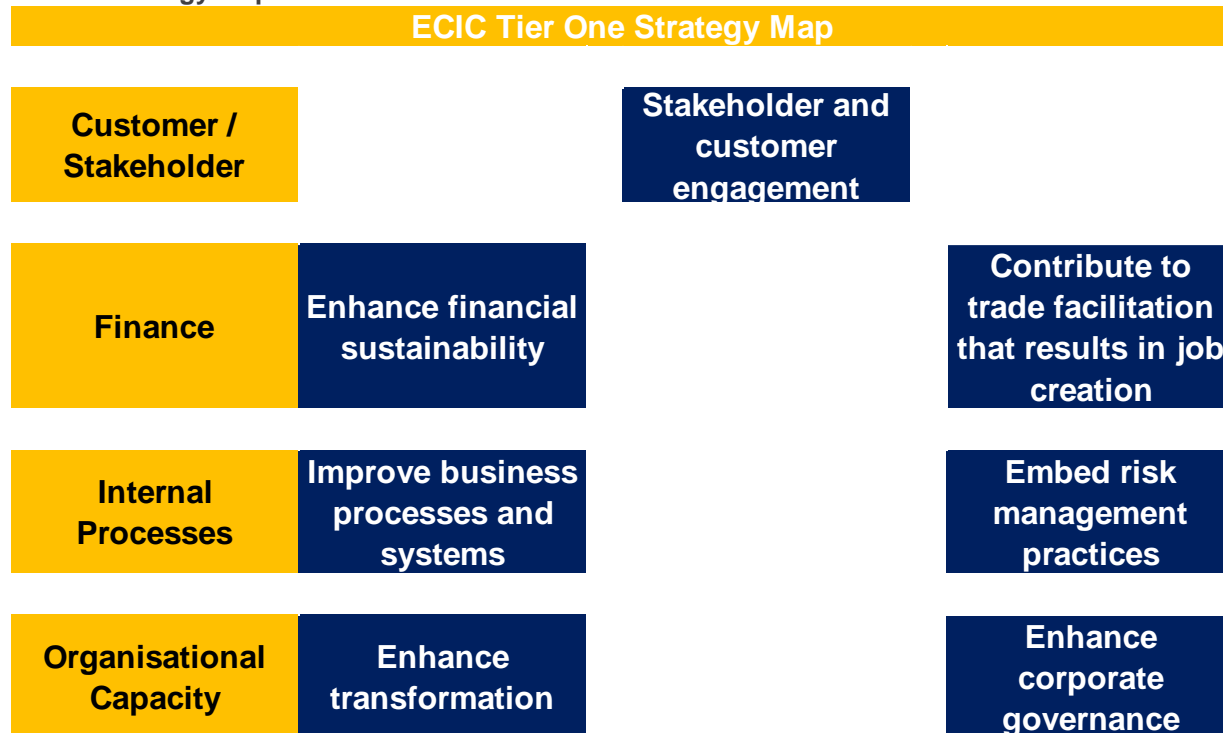 ECIC Tier One Strategy Map
Customer /
Stakeholder
Stakeholder and
customer
engagement
Finance
Enhance financial
sustainability
Contribute to
trade facilitation
that results in job
creation
Internal
Processes
Improve business
processes and
systems
Embed risk
management
practices
Organisational
Capacity
Enhance
transformation
Enhance
corporate
governance